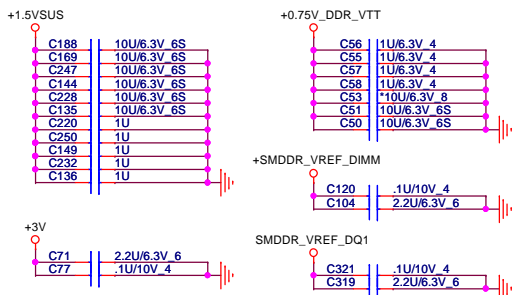 +1.5VSUS
C188 10U/6.3V_6S
C169 10U/6.3V_6S
C247 10U/6.3V_6S
C144 10U/6.3V_6S
C228 10U/6.3V_6S
C135 10U/6.3V_6S
C220 1U
C250 1U
C149 1U
C232 1U
C136 1U
+3V
C71 2.2U/6.3V_6
C77 .1U/10V_4
+0.75V_DDR_VTT
C56 1U/6.3V_4
C55 1U/6.3V_4
C57 1U/6.3V_4
C58 1U/6.3V_4
C53 *10U/6.3V_8
C51 10U/6.3V_6S
C50 10U/6.3V_6S
+SMDDR_VREF_DIMM
C120 .1U/10V_4
C104 2.2U/6.3V_6
SMDDR_VREF_DQ1
C321 .1U/10V_4
C319 2.2U/6.3V_6